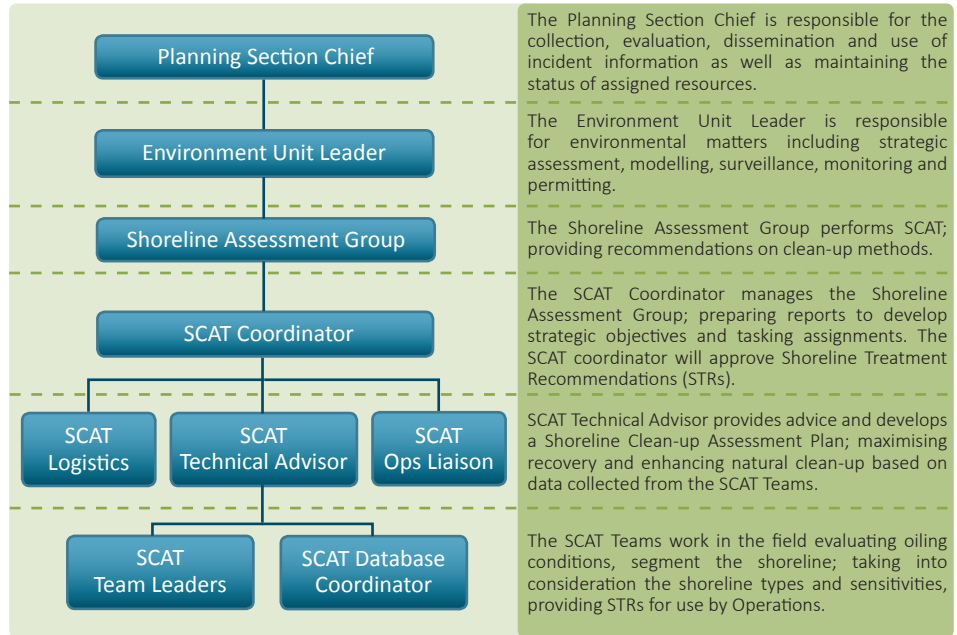 Planning Section Chief
The Planning Section Chief is responsible for the
collection, evaluation, dissemination and use of
incident information as well as maintaining the
status of assigned resources.
Environment Unit Leader
The Environment Unit Leader is responsible
for environmental matters including strategic
assessment, modelling, surveillance, monitoring and
permitting.
Shoreline Assessment Group
The Shoreline Assessment Group performs SCAT;
providing recommendations on clean-up methods.
SCAT Coordinator
The SCAT Coordinator manages the Shoreline
Assessment Group; preparing reports to develop
strategic objectives and tasking assignments. The
SCAT coordinator will approve Shoreline Treatment
Recommendations (STRs).
SCAT
Logistics
SCAT
Technical Advisor
SCAT
Ops Liaison
SCAT Technical Advisor provides advice and develops
a Shoreline Clean-up Assessment Plan; maximising
recovery and enhancing natural clean-up based on
data collected from the SCAT Teams.
SCAT
Team Leaders
SCAT Database
Coordinator
The SCAT Teams work in the field evaluating oiling
conditions, segment the shoreline; taking into
consideration the shoreline types and sensitivities,
providing STRs for use by Operations.